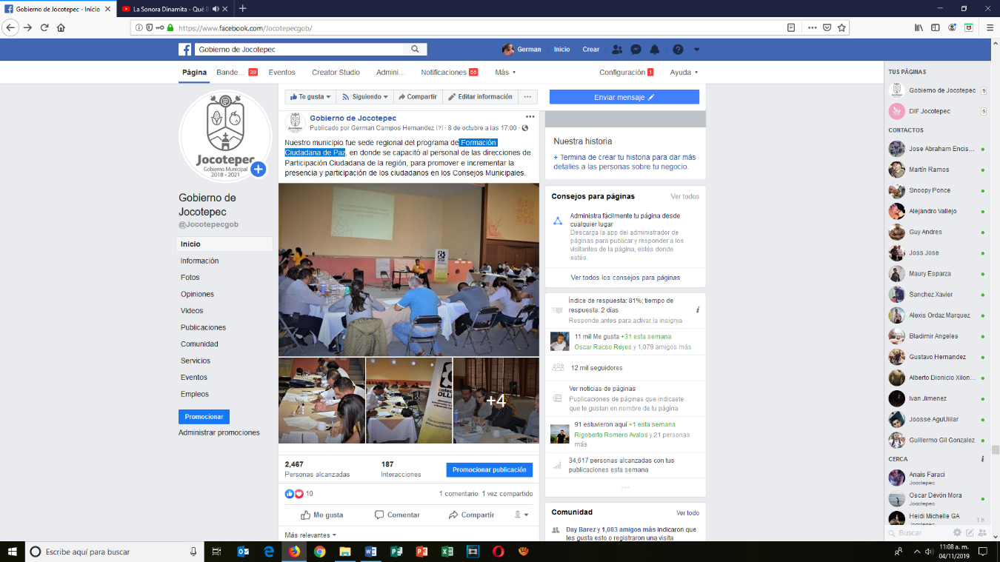 Gobierno de Jocotepec - Inicio
La Sonora Dinamita - Qué B
https://www.facebook.com/Jocotepecgob/
Gobierno de Jocotepec
German
Inicio
Crear
Página
Bande... 39
Eventos
Creator Studio
Admini...
Notificaciones 55
Más
Configuración 1
Ayuda
Jocotepec
Gobierno Municipal
2018 - 2021
Gobierno de
Jocotepec
@Jocotepecgob
Inicio
Información
Fotos
Opiniones
Videos
Publicaciones
Comunidad
Servicios
Eventos
Empleos
Promocionar
Administrar promociones
Te gusta
Siguiendo
Compartir
Editar información
Gobierno de Jocotepec
Publicado por German Campos Hernandez [?] · 8 de octubre a las 17:00 ·
Nuestro municipio fue sede regional del programa de Formación
Ciudadana de Paz, en donde se capacitó al personal de las direcciones de
Participación Ciudadana de la región, para promover e incrementar la
presencia y participación de los ciudadanos en los Consejos Municipales.
+4
2,467
Personas alcanzadas
187
Interacciones
Promocionar publicación
10
1 comentario 1 vez compartido
Me gusta
Comentar
Compartir
Más relevantes
Enviar mensaje
Nuestra historia
+ Termina de crear tu historia para dar más
detalles a las personas sobre tu negocio.
Consejos para páginas
Ver todos
Administra fácilmente tu página desde
cualquier lugar
Descarga la app del administrador de
páginas para publicar y responder a los
visitantes de la página, estés donde
estés.
Ver todos los consejos para páginas
Índice de respuesta: 81%; tiempo de
respuesta: 2 días
Responde antes para activar la insignia
11 mil Me gusta +31 esta semana
Oscar Racso Reyes y 1,079 amigos más
12 mil seguidores
Ver noticias de páginas
Publicaciones de páginas que indicaste
que te gustan en nombre de tu página
91 estuvieron aquí +1 esta semana
Rigoberto Romero Avalos y 21 personas
más
34,617 personas alcanzadas con tus
publicaciones esta semana
Comunidad
Ver todo
Day Barez y 1,083 amigos más indicaron que
les gusta esto o registraron una visita
TUS PÁGINAS
Gobierno de Jocotepec
DIF Jocotepec
CONTACTOS
Jose Abraham Encis...
Martín Ramos
Snoopy Ponce
Alejandro Vallejo
Guy Andres
Joss Jose
Maury Esparza
Sanchez Xavier
Alexis Ordaz Marquez
Bladimir Angeles
Gustavo Hernandez
Alberto Dionicio Xilon...
Ivan Jimenez
Joosse AguUiilar
Guillermo Gil Gonzalez
CERCA
Anais Faraci
Jocotepec
Oscar Devón Mora
Jocotepec
Heidi Michelle GA
1 h
Buscar
Escribe aquí para buscar
11:08 a. m.
04/11/2019